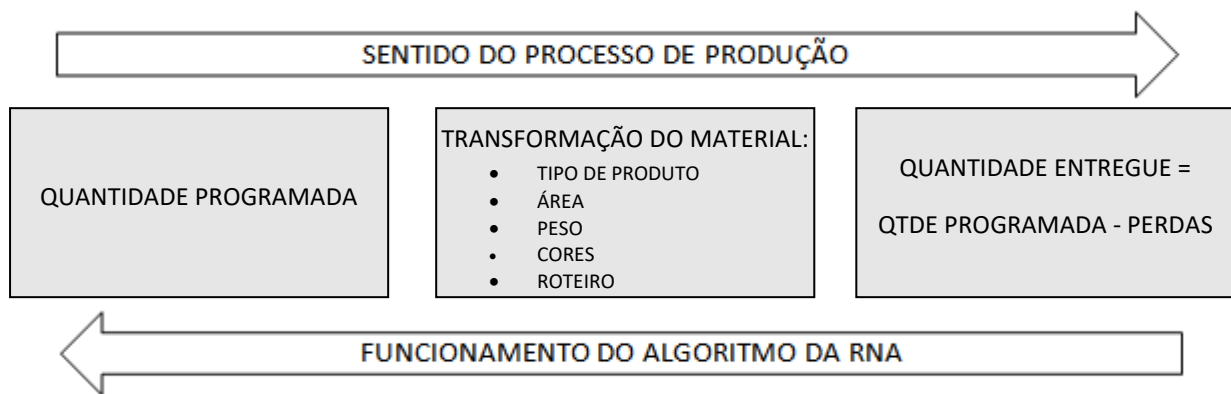 SENTIDO DO PROCESSO DE PRODUÇÃO
QUANTIDADE PROGRAMADA
TRANSFORMAÇÃO DO MATERIAL:
• TIPO DE PRODUTO
• ÁREA
• PESO
• CORES
• ROTEIRO
QUANTIDADE ENTREGUE =
QTDE PROGRAMADA - PERDAS
FUNCIONAMENTO DO ALGORITMO DA RNA